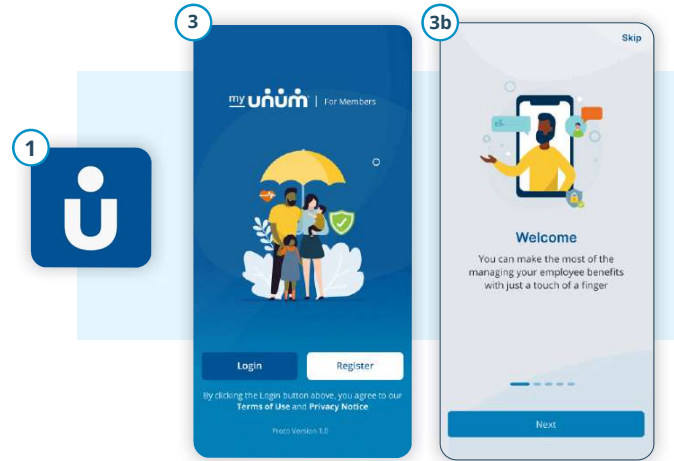 1
3
my unum | For Members
Login
Register
By clicking the Login button above, you agree to our
Terms of Use and Privacy Notice
Proto Version 1.0
3b
Skip
Welcome
You can make the most of the
managing your employee benefits
with just a touch of a finger
Next